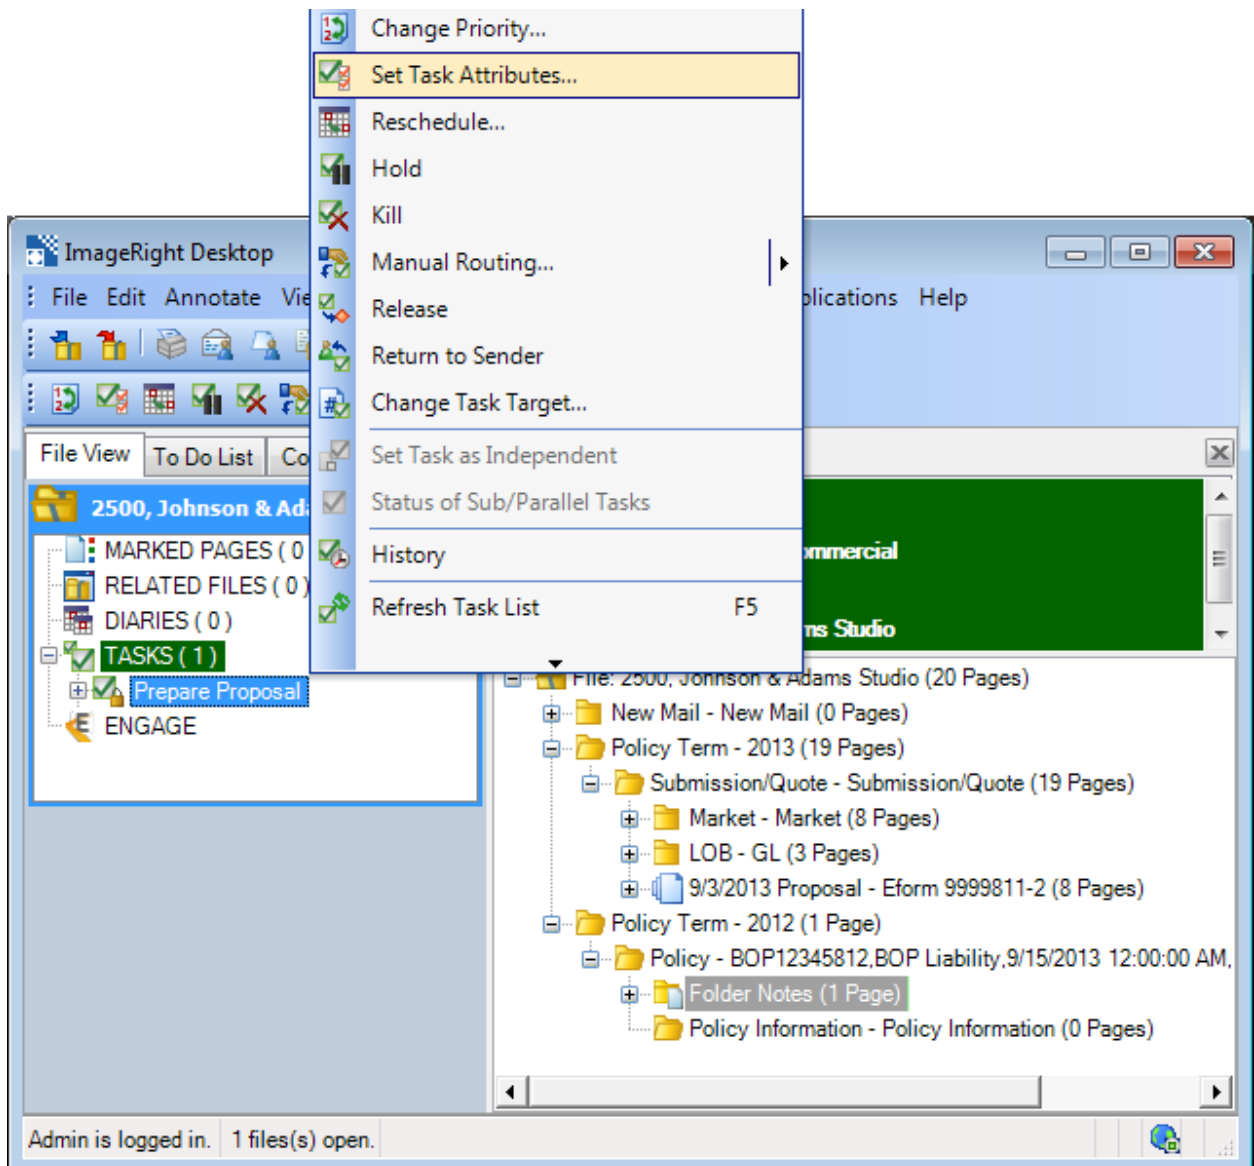 Change Priority...
Set Task Attributes...
Reschedule...
Hold
Kill
Manual Routing...
Release
Return to Sender
Change Task Target...
Set Task as Independent
Status of Sub/Parallel Tasks
History
Refresh Task List F5
ImageRight Desktop
File Edit Annotate Vie plications Help
File View To Do List Co
2500, Johnson & Ad
MARKED PAGES ( 0
RELATED FILES ( 0 )
DIARIES ( 0 )
TASKS ( 1 )
Prepare Proposal
ENGAGE
ommercial
ms Studio
File: 2500, Johnson & Adams Studio (20 Pages)
New Mail - New Mail (0 Pages)
Policy Term - 2013 (19 Pages)
Submission/Quote - Submission/Quote (19 Pages)
Market - Market (8 Pages)
LOB - GL (3 Pages)
9/3/2013 Proposal - Eform 9999811-2 (8 Pages)
Policy Term - 2012 (1 Page)
Policy - BOP12345812,BOP Liability,9/15/2013 12:00:00 AM,
Folder Notes (1 Page)
Policy Information - Policy Information (0 Pages)
Admin is logged in. 1 files(s) open.